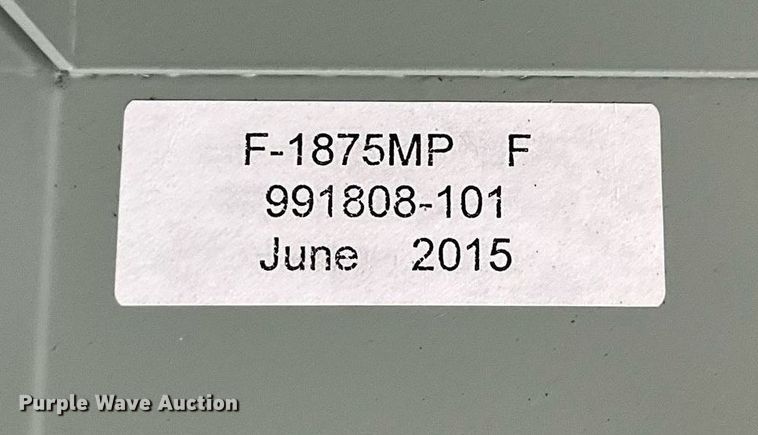 F-1875MP F
991808-101
June 2015
Purple Wave Auction